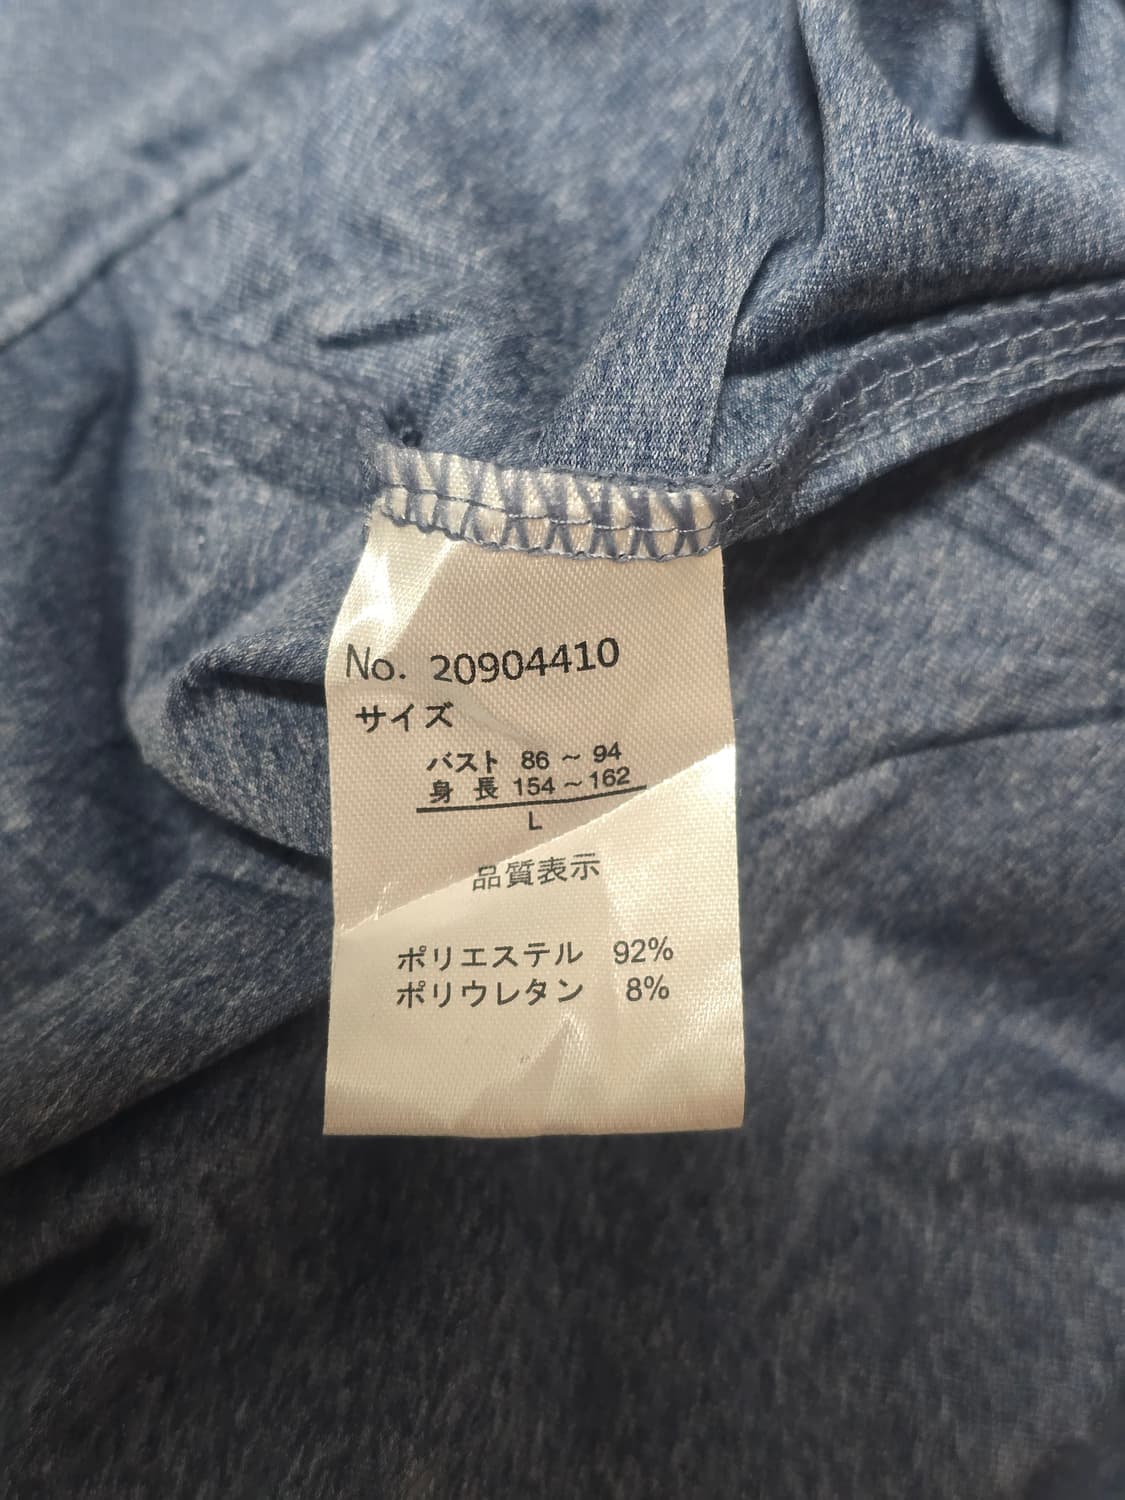 No. 20904410
サイズ
バスト 86 ~ 94
身 長 154 ~ 162
L
品質表示
ポリエステル 92%
ポリウレタン 8%